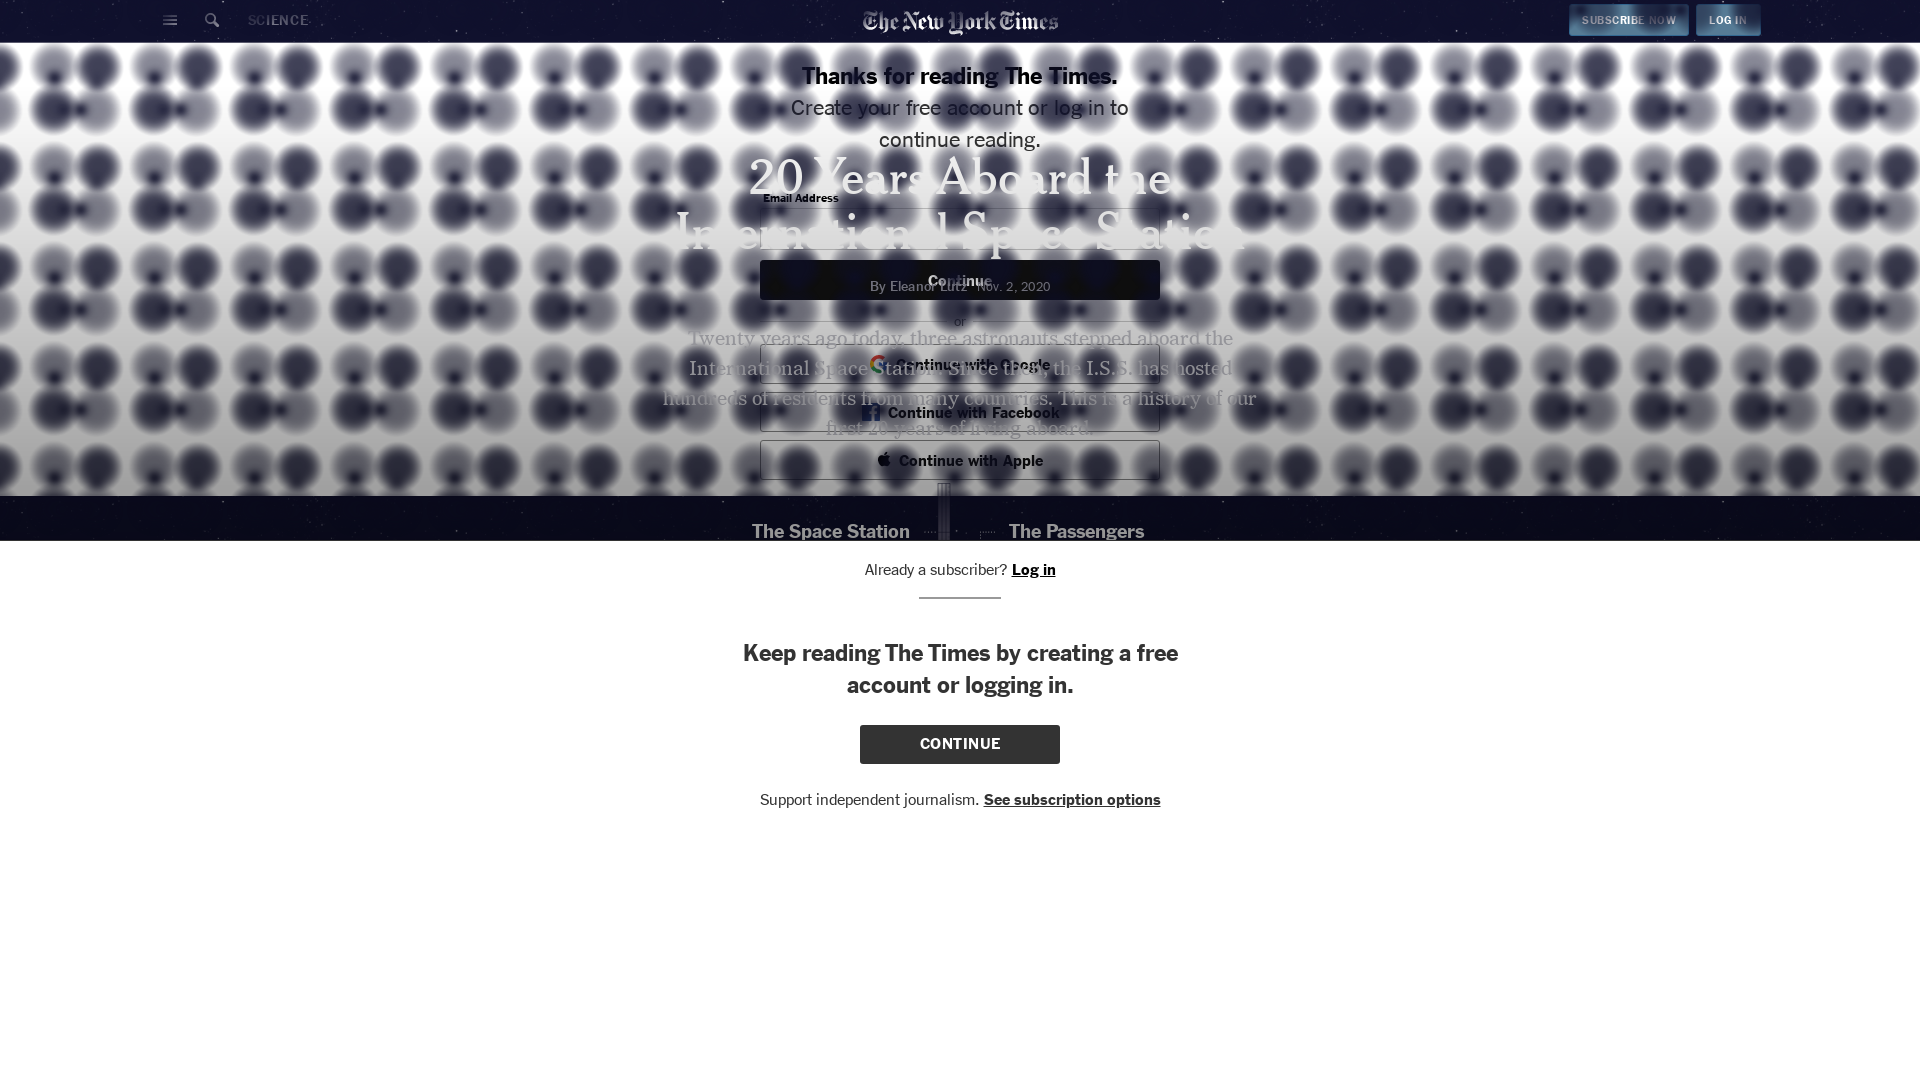 SCIENCE
The New York Times
SUBSCRIBE NOW
LOG IN
Thanks for reading The Times.
Create your free account or log in to
continue reading.
20 Years Aboard the
International Space Station
Email Address
Continue
By Eleanor Lutz Nov. 2, 2020
or
Twenty years ago today, three astronauts stepped aboard the
International Space Station. Since then, the I.S.S. has hosted
hundreds of residents from many countries. This is a history of our
first 20 years of living aboard.
Continue with Google
Continue with Facebook
Continue with Apple
The Space Station
The Passengers
Already a subscriber? Log in
Keep reading The Times by creating a free
account or logging in.
CONTINUE
Support independent journalism. See subscription options